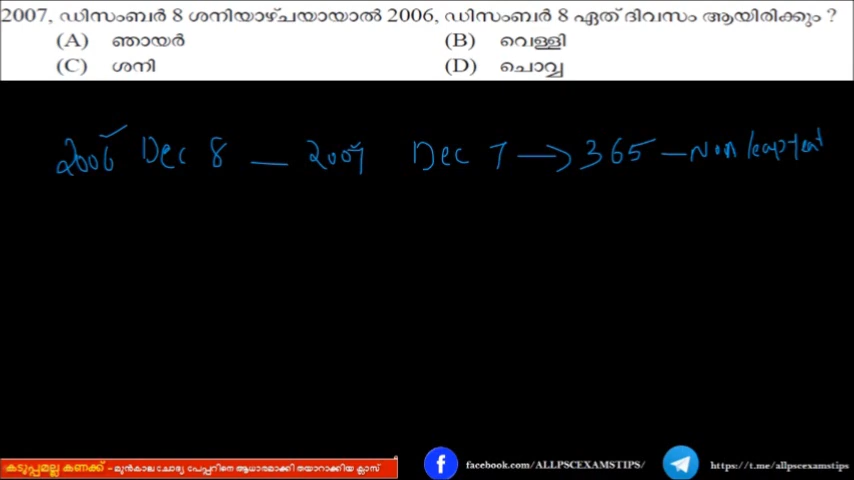 2007, ഡിസംബർ 8 ശനിയാഴ്ചയായാൽ 2006, ഡിസംബർ 8 ഏത് ദിവസം ആയിരിക്കും ?
(A) ഞായർ (B) വെള്ളി
(C) ശനി (D) ചൊവ്വ
2006 Dec 8 — 2007 Dec 7 → 365 — Non leap year
കടുപ്പമല്ല കണക്ക് - മുൻകാല ചോദ്യ പേപ്പറിനെ ആധാരമാക്കി തയാറാക്കിയ ക്ലാസ് facebook.com/ALLPSCEXAMSTIPS/ https://t.me/allpscexamstips